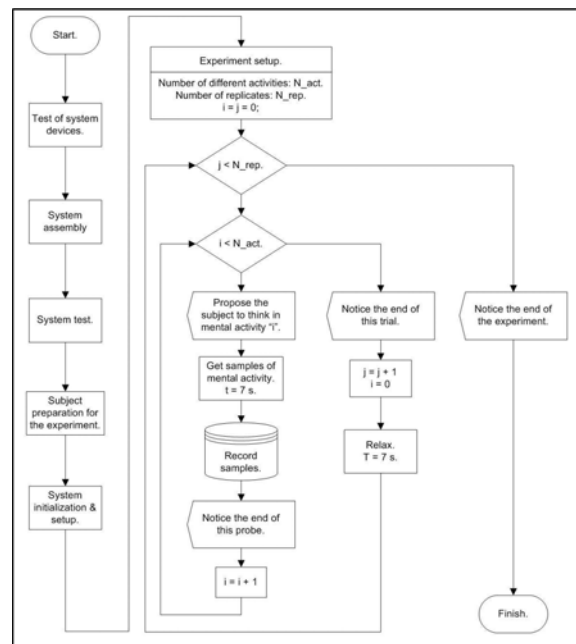 Start.
Test of system
devices.
System
assembly
System test.
Subject
preparation for
the experiment.
System
initialization &
setup.
Experiment setup.
Number of different activities: N_act.
Number of replicates: N_rep.
i = j = 0;
j < N_rep.
i < N_act.
Propose the
subject to think in
mental activity “i”.
Get samples of
mental activity.
t = 7 s.
Record
samples.
Notice the end of
this probe.
i = i + 1
Notice the end of
this trial.
j = j + 1
i = 0
Relax.
T = 7 s.
Notice the end of
the experiment.
Finish.